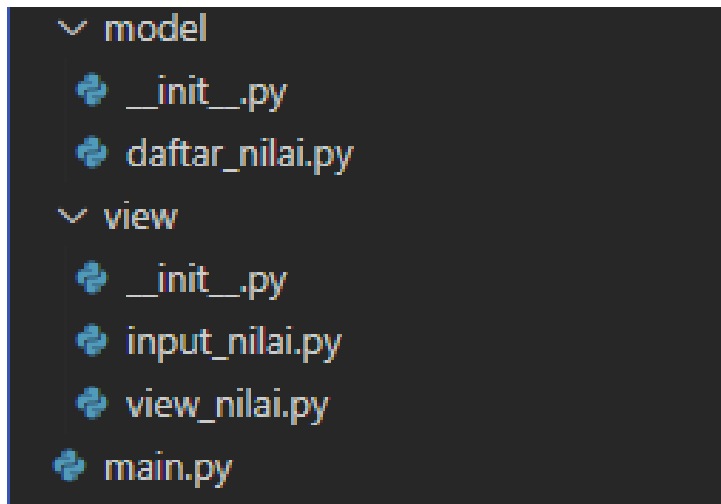 model
__init__.py
daftar_nilai.py
view
__init__.py
input_nilai.py
view_nilai.py
main.py